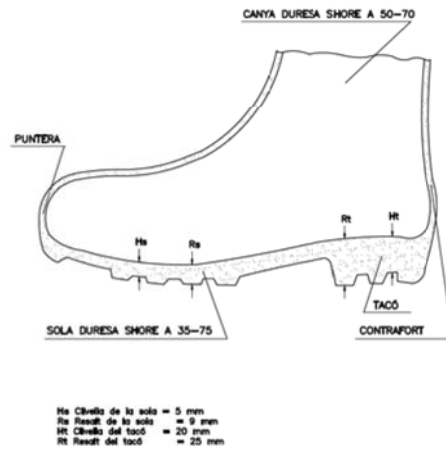 CANYA DURESA SHORE A 50-70
PUNTERA
Hs
Rs
Rt
Ht
TACÓ
SOLA DURESA SHORE A 35-75
CONTRAFORT
Hs Clivella de la sola = 5 mm
Rs Resalt de la sola = 9 mm
Ht Clivella del tacó = 20 mm
Rt Resalt del tacó = 25 mm